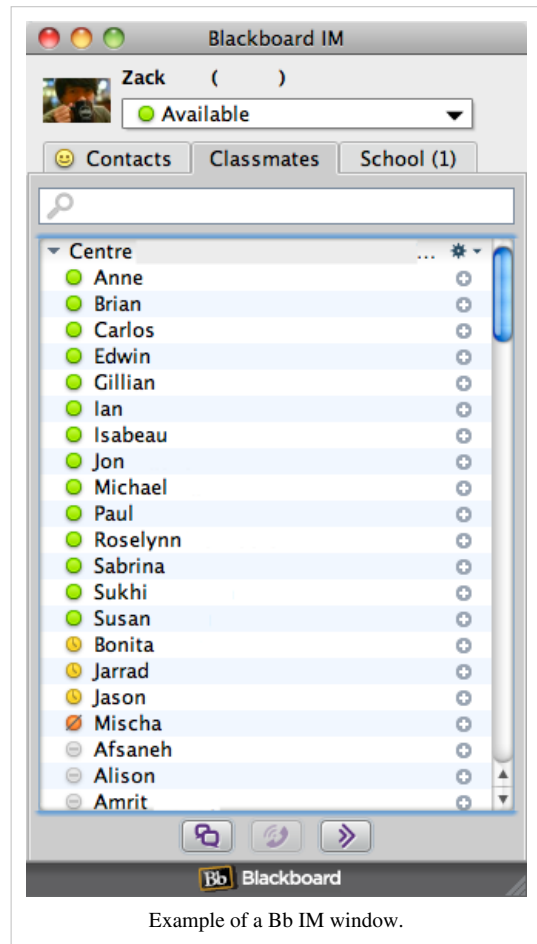 Blackboard IM
Zack ( )
Available
Contacts Classmates School (1)
Centre ...
Anne
Brian
Carlos
Edwin
Gillian
Ian
Isabeau
Jon
Michael
Paul
Roselynn
Sabrina
Sukhi
Susan
Bonita
Jarrad
Jason
Mischa
Afsaneh
Alison
Amrit
Bb Blackboard
Example of a Bb IM window.